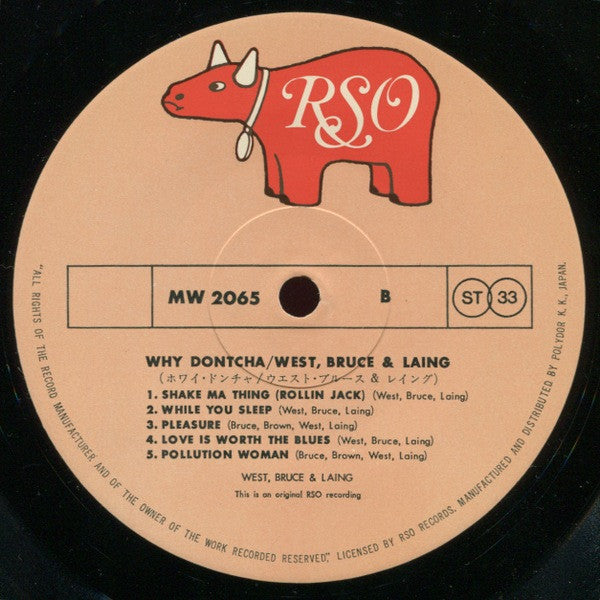 RSO
MW 2065 B ST 33
WHY DONTCHA/WEST, BRUCE & LAING
(ホワイ・ドンチャ/ウエスト・ブルース & レイング)
1. SHAKE MA THING (ROLLIN JACK) (West, Bruce, Laing)
2. WHILE YOU SLEEP (West, Bruce, Laing)
3. PLEASURE (Bruce, Brown, West, Laing)
4. LOVE IS WORTH THE BLUES (West, Bruce, Laing)
5. POLLUTION WOMAN (Bruce, Brown, West, Laing)
WEST, BRUCE & LAING
This is an original RSO recording
"ALL RIGHTS OF THE RECORD MANUFACTURER AND OF THE OWNER OF THE WORK RECORDED RESERVED," LICENSED BY RSO RECORDS, MANUFACTURED AND DISTRIBUTED BY POLYDOR K. K., JAPAN.